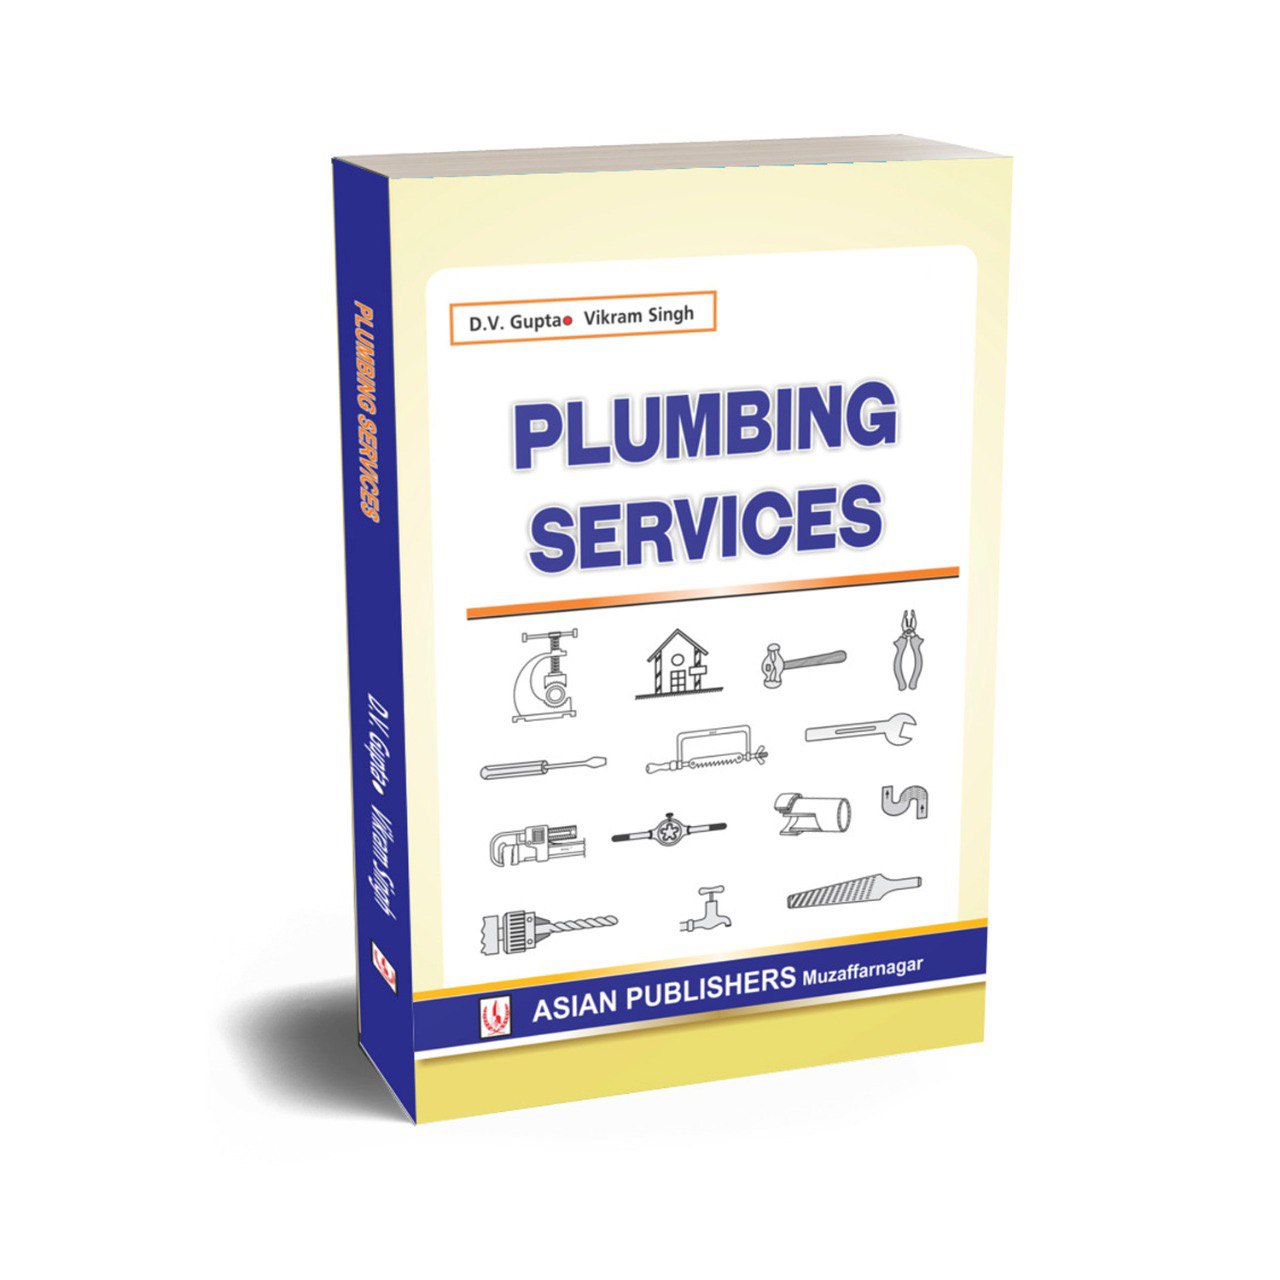 PLUMBING SERVICES
D.V. Gupta● Vikram Singh
D.V. Gupta● Vikram Singh
PLUMBING
SERVICES
ASIAN PUBLISHERS Muzaffarnagar